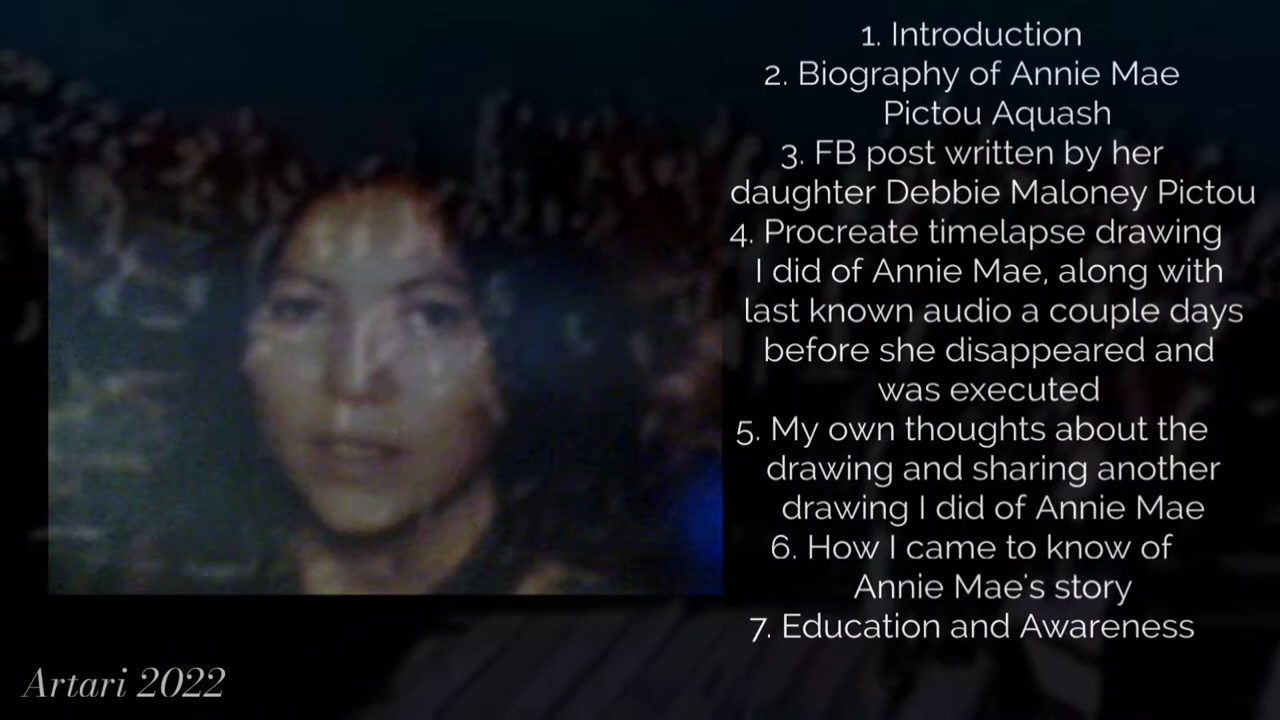 1. Introduction
2. Biography of Annie Mae
Pictou Aquash
3. FB post written by her
daughter Debbie Maloney Pictou
4. Procreate timelapse drawing
I did of Annie Mae, along with
last known audio a couple days
before she disappeared and
was executed
5. My own thoughts about the
drawing and sharing another
drawing I did of Annie Mae
6. How I came to know of
Annie Mae's story
7. Education and Awareness
Artari 2022